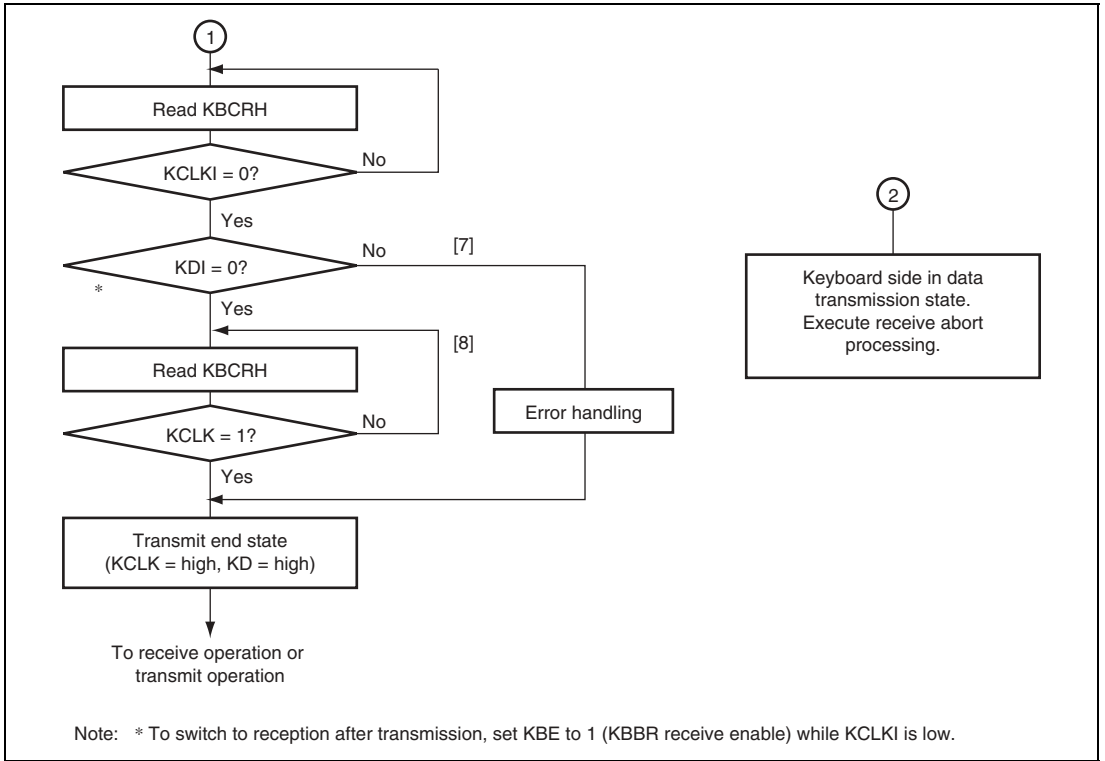 1
Read KBCRH
KCLKI = 0?
No
Yes
KDI = 0?
No
[7]
*
Yes
[8]
Read KBCRH
KCLK = 1?
No
Yes
Error handling
Transmit end state
(KCLK = high, KD = high)
To receive operation or
transmit operation
2
Keyboard side in data
transmission state.
Execute receive abort
processing.
Note: * To switch to reception after transmission, set KBE to 1 (KBBR receive enable) while KCLKI is low.